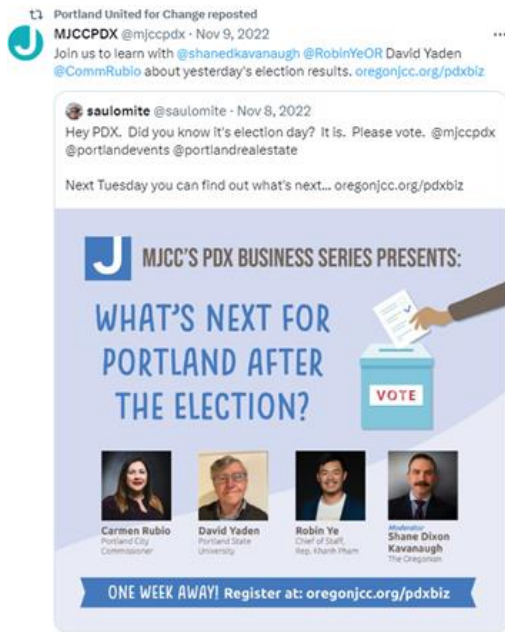 Portland United for Change reposted
MJCCPDX @mjccpdx · Nov 9, 2022
Join us to learn with @shanedkavanaugh @RobinYeOR David Yaden
@CommRubio about yesterday's election results. oregonjcc.org/pdxbiz
saulomite @saulomite · Nov 8, 2022
Hey PDX. Did you know it's election day? It is. Please vote. @mjccpdx
@portlandevents @portlandrealestate
Next Tuesday you can find out what's next... oregonjcc.org/pdxbiz
J MJCC'S PDX BUSINESS SERIES PRESENTS:
WHAT'S NEXT FOR
PORTLAND AFTER
THE ELECTION?
VOTE
Carmen Rubio
Portland City
Commissioner
David Yaden
Portland State
University
Robin Ye
Chief of Staff,
Rep. Khanh Pham
Moderator
Shane Dixon
Kavanaugh
The Oregonian
ONE WEEK AWAY! Register at: oregonjcc.org/pdxbiz